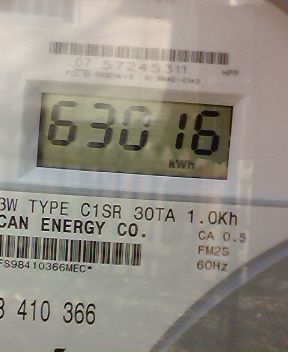 07 57245311
HPP
63016
kWh
3W TYPE C1SR 30TA 1.0Kh
CAN ENERGY CO.
CA 0.5
FM2S
FS98410366MEC*
60Hz
410 366